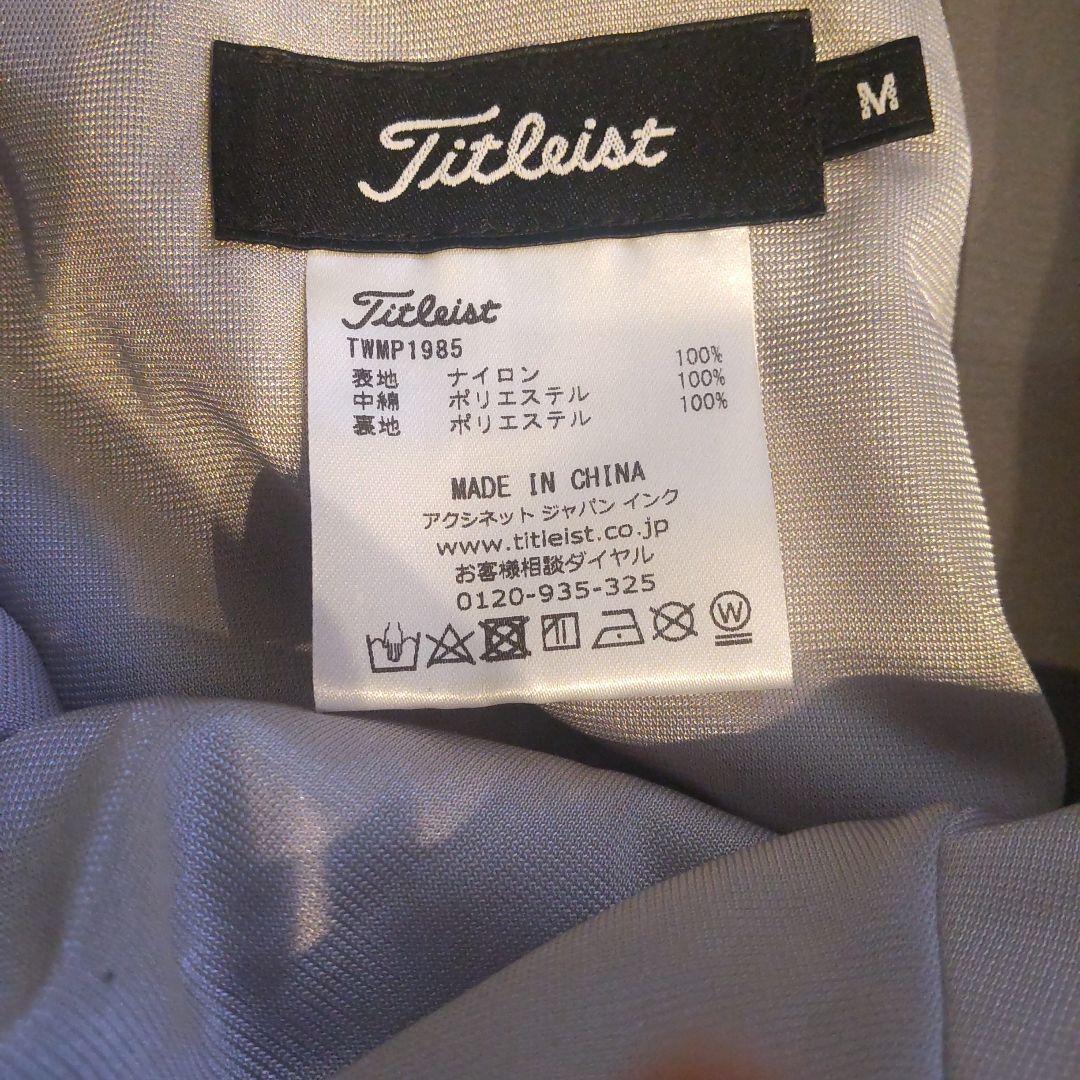 Titleist
M
Titleist
TWMP1985
表地 ナイロン 100%
中綿 ポリエステル 100%
裏地 ポリエステル 100%
MADE IN CHINA
アクシネット ジャパン インク
www.titleist.co.jp
お客様相談ダイヤル
0120-935-325
W